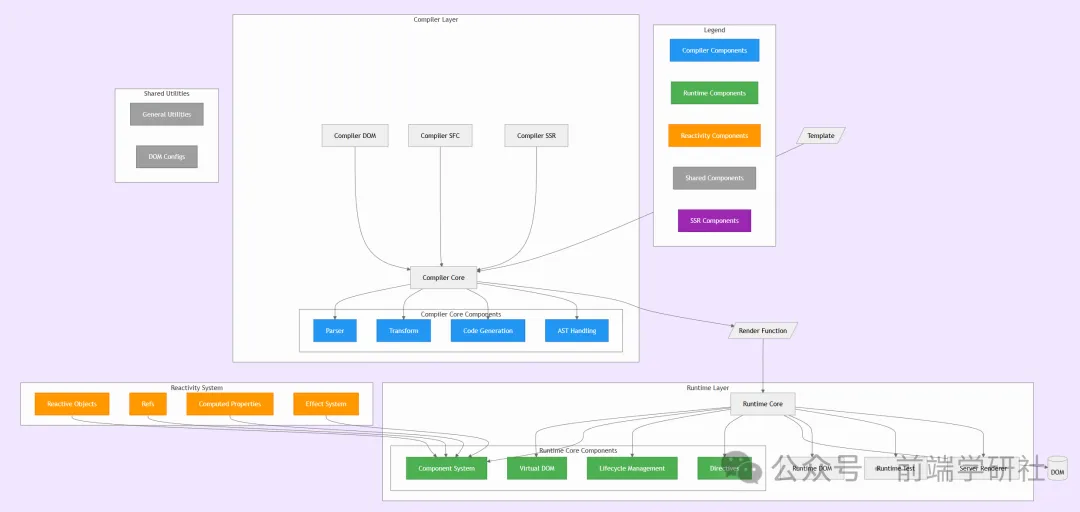 Compiler Layer
Legend
Compiler Components
Runtime Components
Reactivity Components
Shared Components
SSR Components
Template
Shared Utilities
General Utilities
DOM Configs
Compiler DOM
Compiler SFC
Compiler SSR
Compiler Core
Compiler Core Components
Parser
Transform
Code Generation
AST Handling
Render Function
Reactivity System
Reactive Objects
Refs
Computed Properties
Effect System
Runtime Layer
Runtime Core
Runtime Core Components
Component System
Virtual DOM
Lifecycle Management
Directives
Runtime DOM
Runtime Test
Server Renderer
DOM
公众号 前端学研社